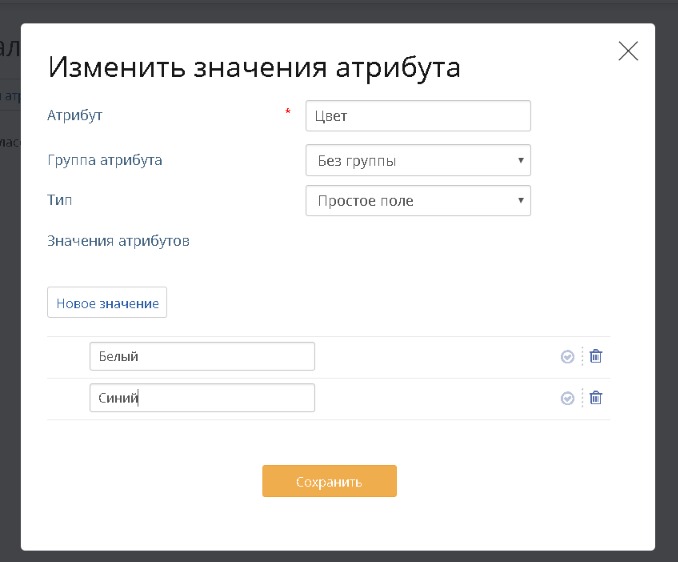 Изменить значения атрибута
Атрибут * Цвет
Группа атрибута Без группы
Тип Простое поле
Значения атрибутов
Новое значение
Белый
Синий
Сохранить